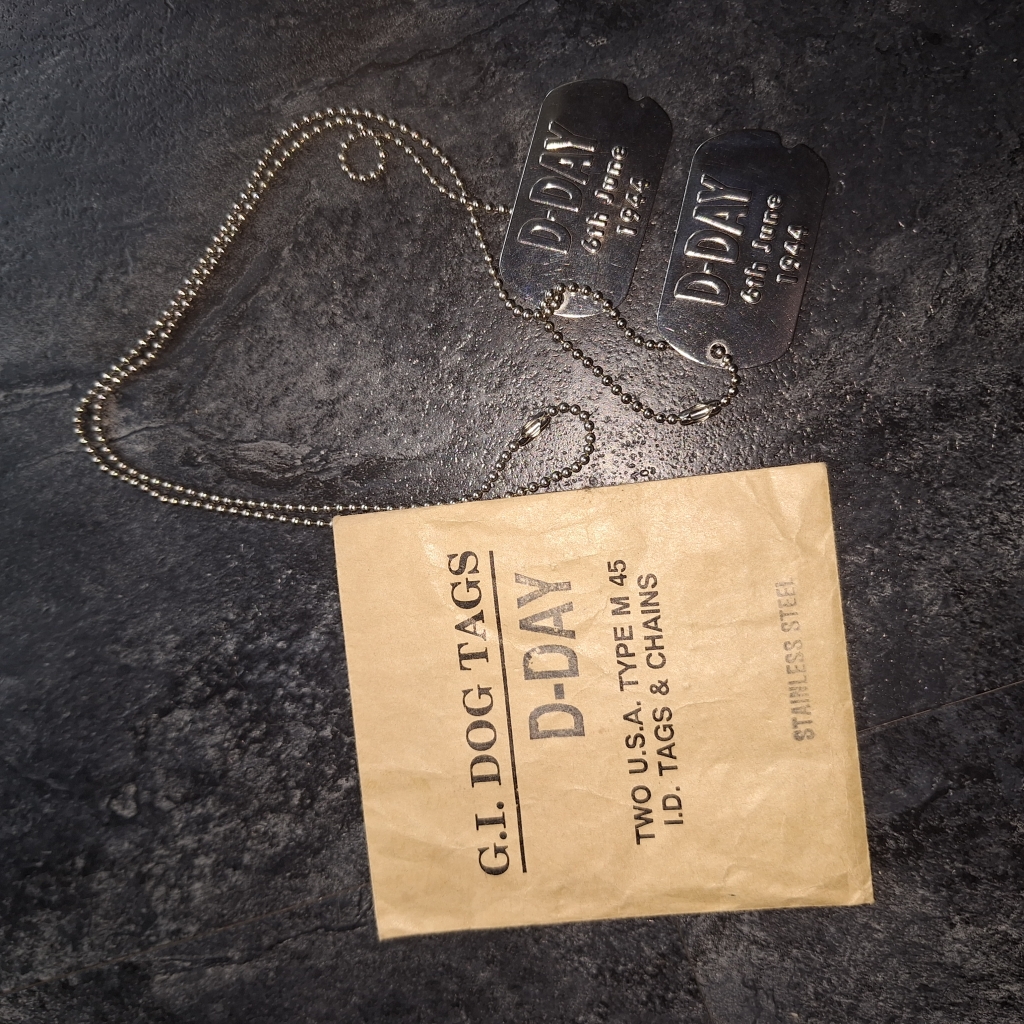 D-DAY
6th June
1944
D-DAY
6th June
1944
G.I. DOG TAGS
D-DAY
TWO U.S.A. TYPE M 45
I.D. TAGS & CHAINS
STAINLESS STEEL